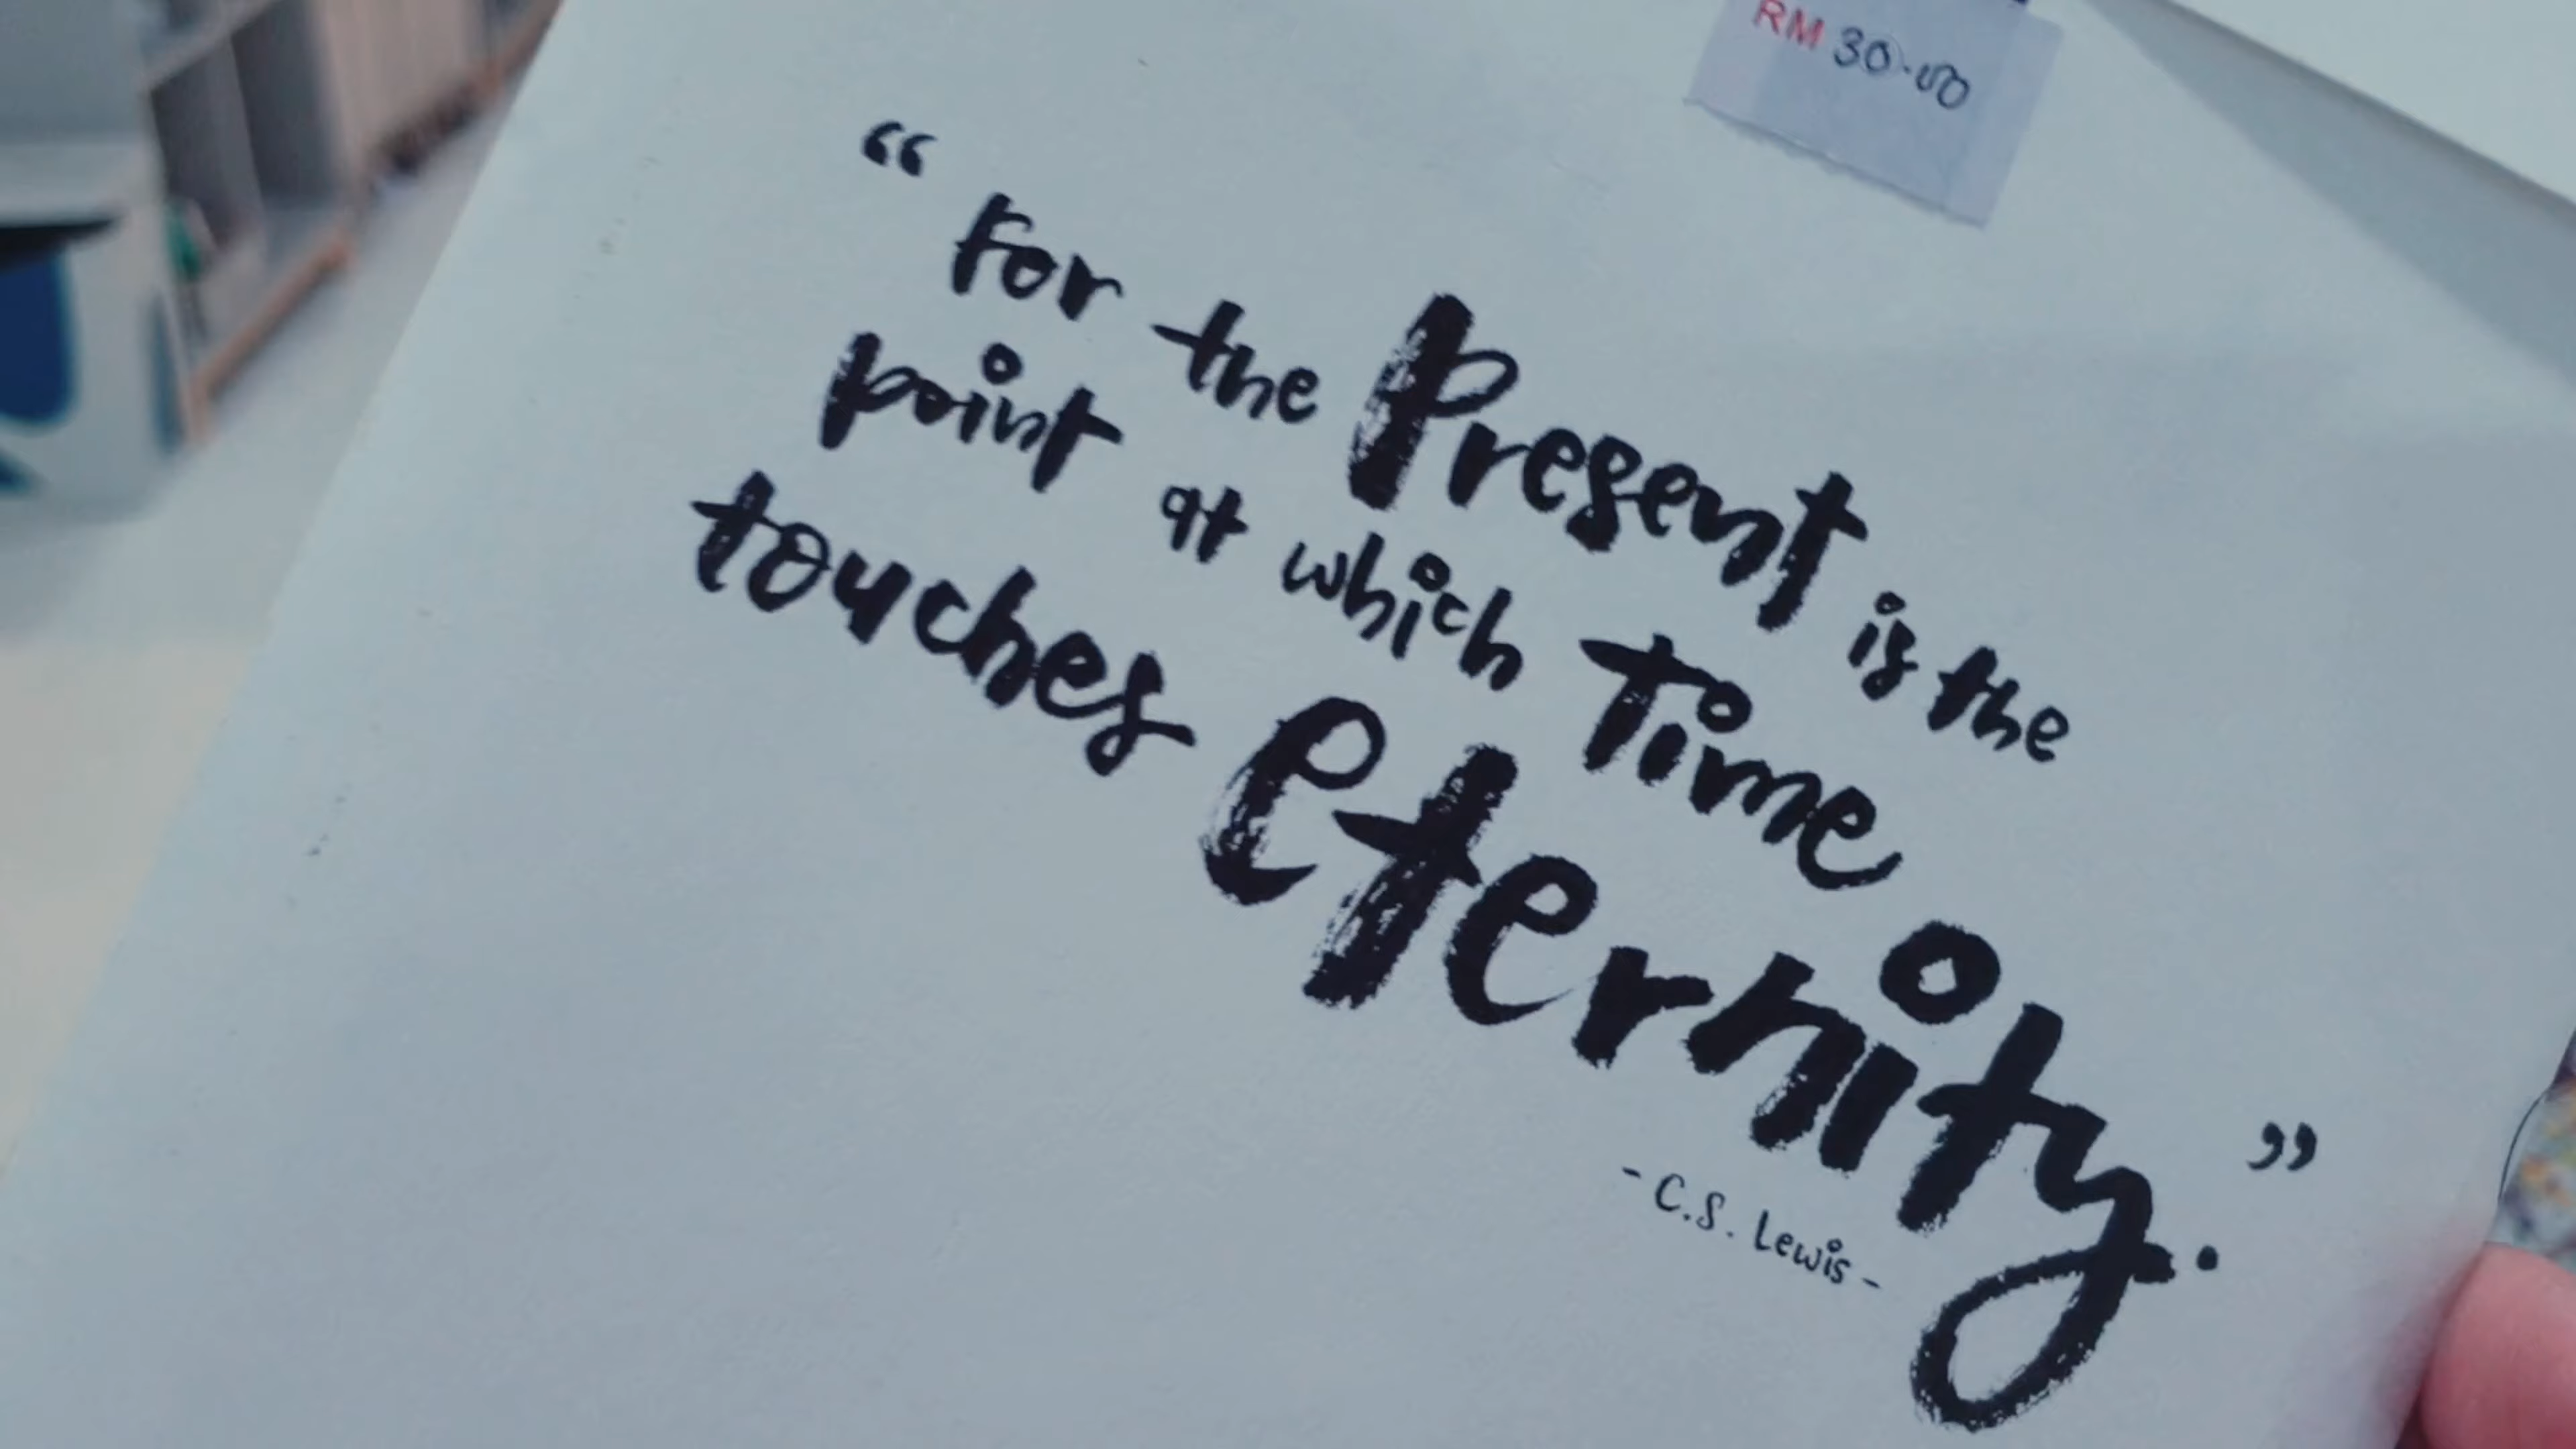 RM 30.00
“ For the Present is the
point at which Time
touches eternity. ”
- C.S. Lewis -